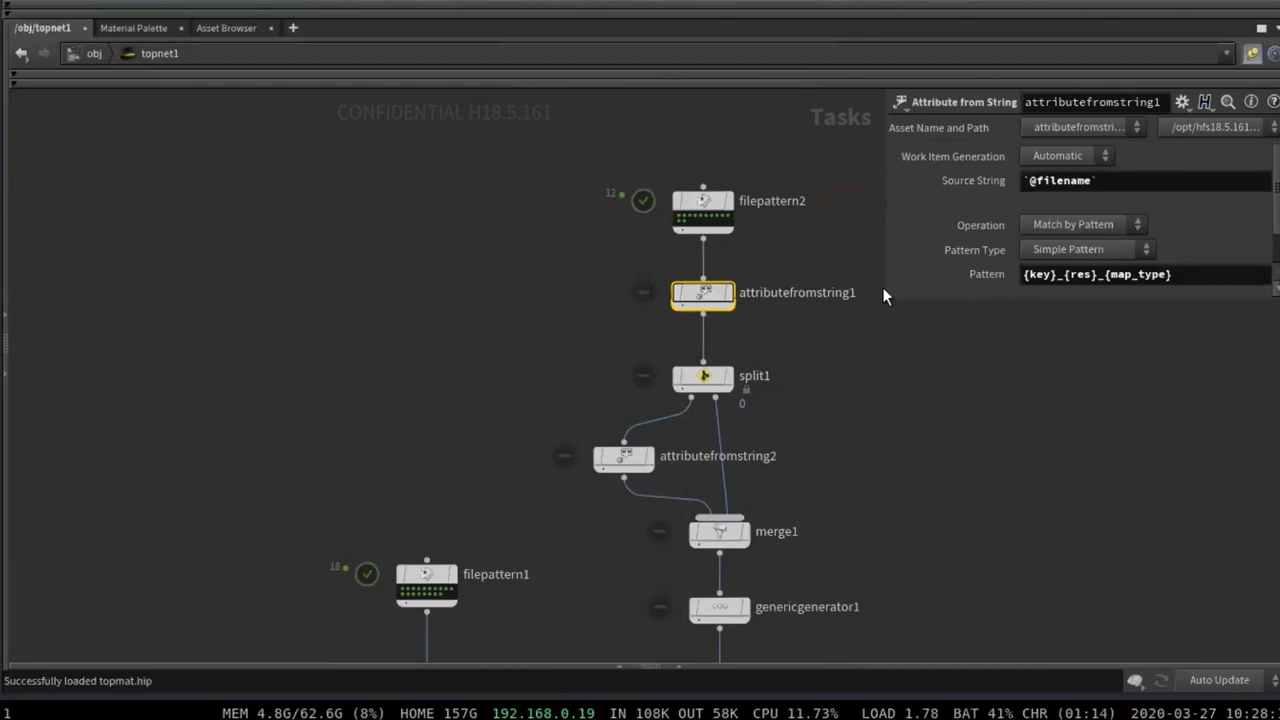 /obj/topnet1 × Material Palette × Asset Browser × +
obj topnet1
CONFIDENTIAL H18.5.161
Tasks
Attribute from String attributefromstring1
Asset Name and Path attributefromstri... /opt/hfs18.5.161...
Work Item Generation Automatic
Source String `@filename`
Operation Match by Pattern
Pattern Type Simple Pattern
Pattern {key}_{res}_{map_type}
12 filepattern2
attributefromstring1
split1
0
attributefromstring2
merge1
18 filepattern1
genericgenerator1
Successfully loaded topmat.hip
Auto Update
1 MEM 4.8G/62.6G (8%) HOME 157G 192.168.0.19 IN 108K OUT 58K CPU 11.73% LOAD 1.78 BAT 41% CHR (01:14) 2020-03-27 10:28: